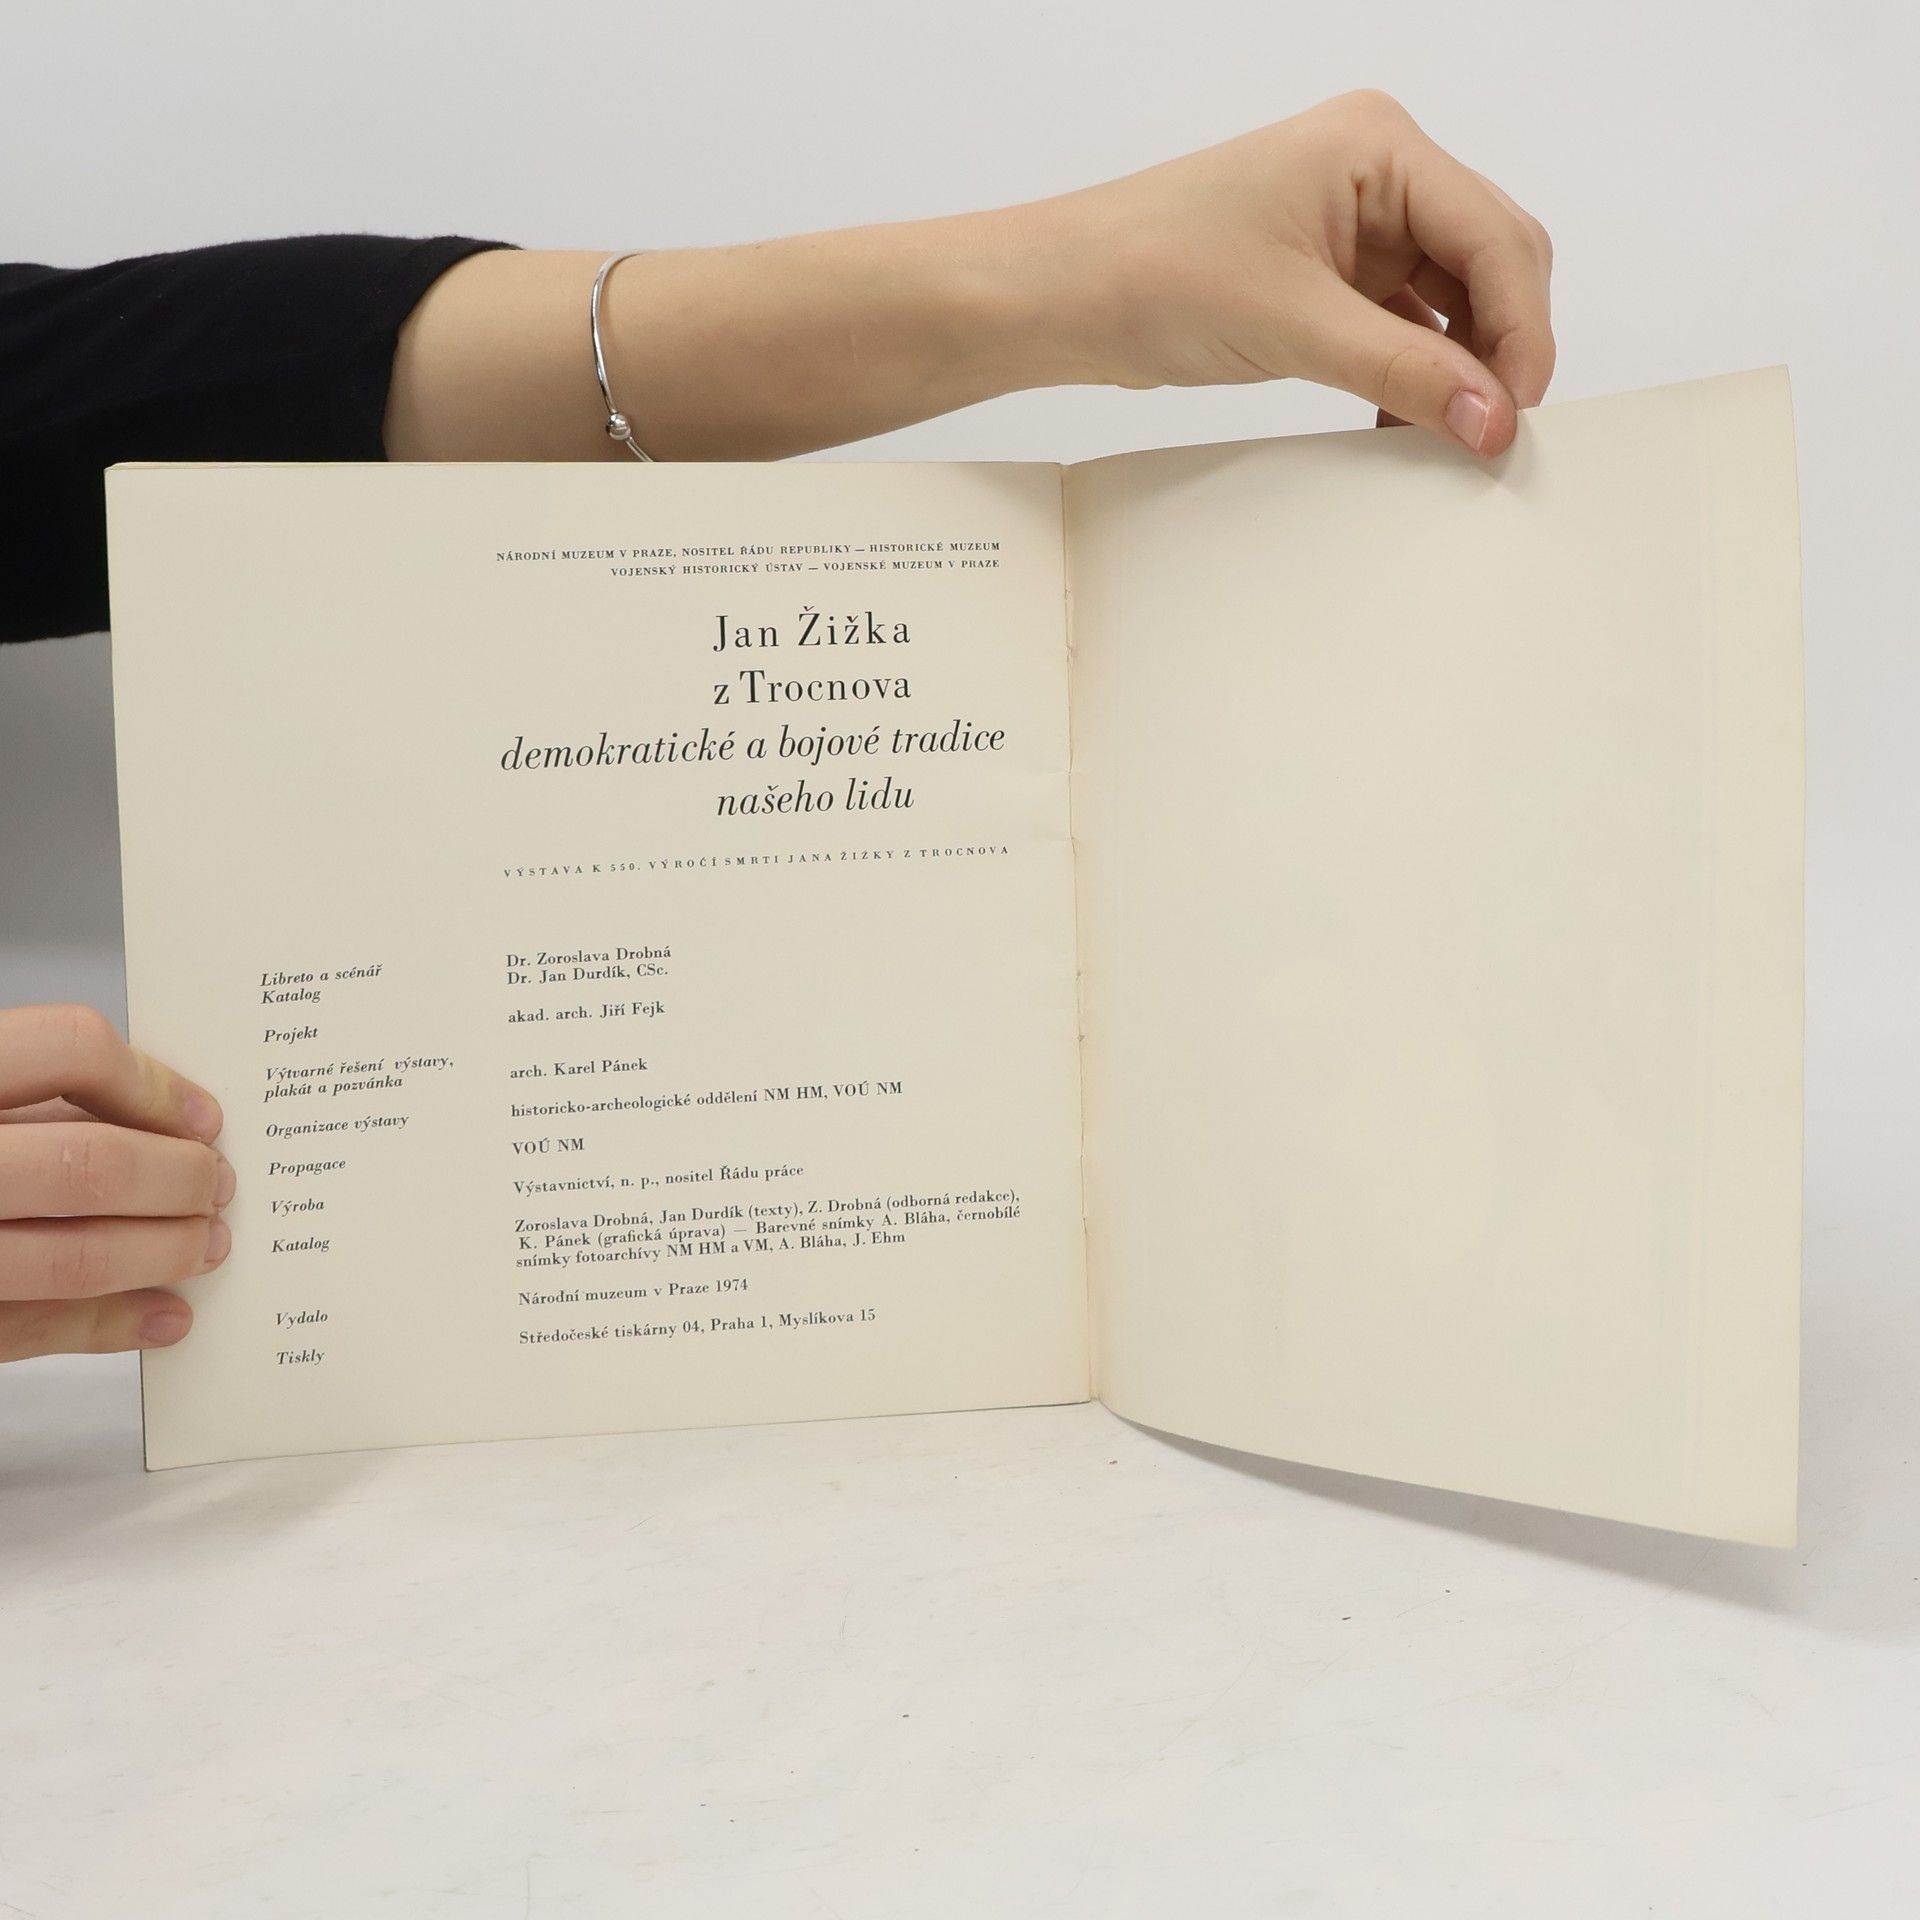 NÁRODNÍ MUZEUM V PRAZE, NOSITEL ŘÁDU REPUBLIKY — HISTORICKÉ MUZEUM
VOJENSKÝ HISTORICKÝ ÚSTAV — VOJENSKÉ MUZEUM V PRAZE
Jan Žižka
z Trocnova
demokratické a bojové tradice
našeho lidu
VÝSTAVA K 550. VÝROČÍ SMRTI JANA ŽIŽKY Z TROCNOVA
Libreto a scénář Dr. Zoroslava Drobná
Katalog Dr. Jan Durdík, CSc.
Projekt akad. arch. Jiří Fejk
Výtvarné řešení výstavy,
plakát a pozvánka arch. Karel Pánek
Organizace výstavy historicko-archeologické oddělení NM HM, VOÚ NM
Propagace VOÚ NM
Výroba Výstavnictví, n. p., nositel Řádu práce
Katalog Zoroslava Drobná, Jan Durdík (texty), Z. Drobná (odborná redakce),
K. Pánek (grafická úprava) — Barevné snímky A. Bláha, černobílé
snímky fotoarchívy NM HM a VM, A. Bláha, J. Ehm
Vydalo Národní muzeum v Praze 1974
Tiskly Středočeské tiskárny 04, Praha 1, Myslíkova 15